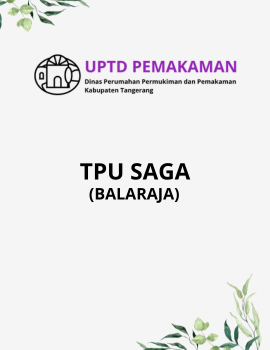 UPTD PEMAKAMAN
Dinas Perumahan Permukiman dan Pemakaman
Kabupaten Tangerang
TPU SAGA
(BALARAJA)